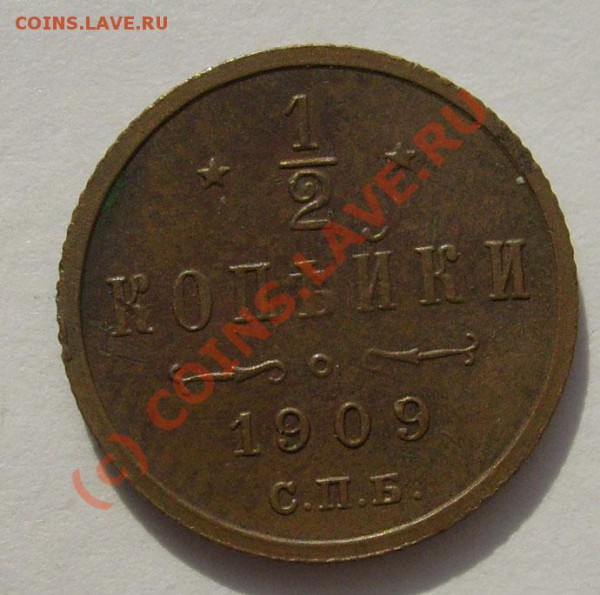 COINS.LAVE.RU
1/2
КОПѢЙКИ
1909
С.П.Б.
(c) COINS.LAVE.RU